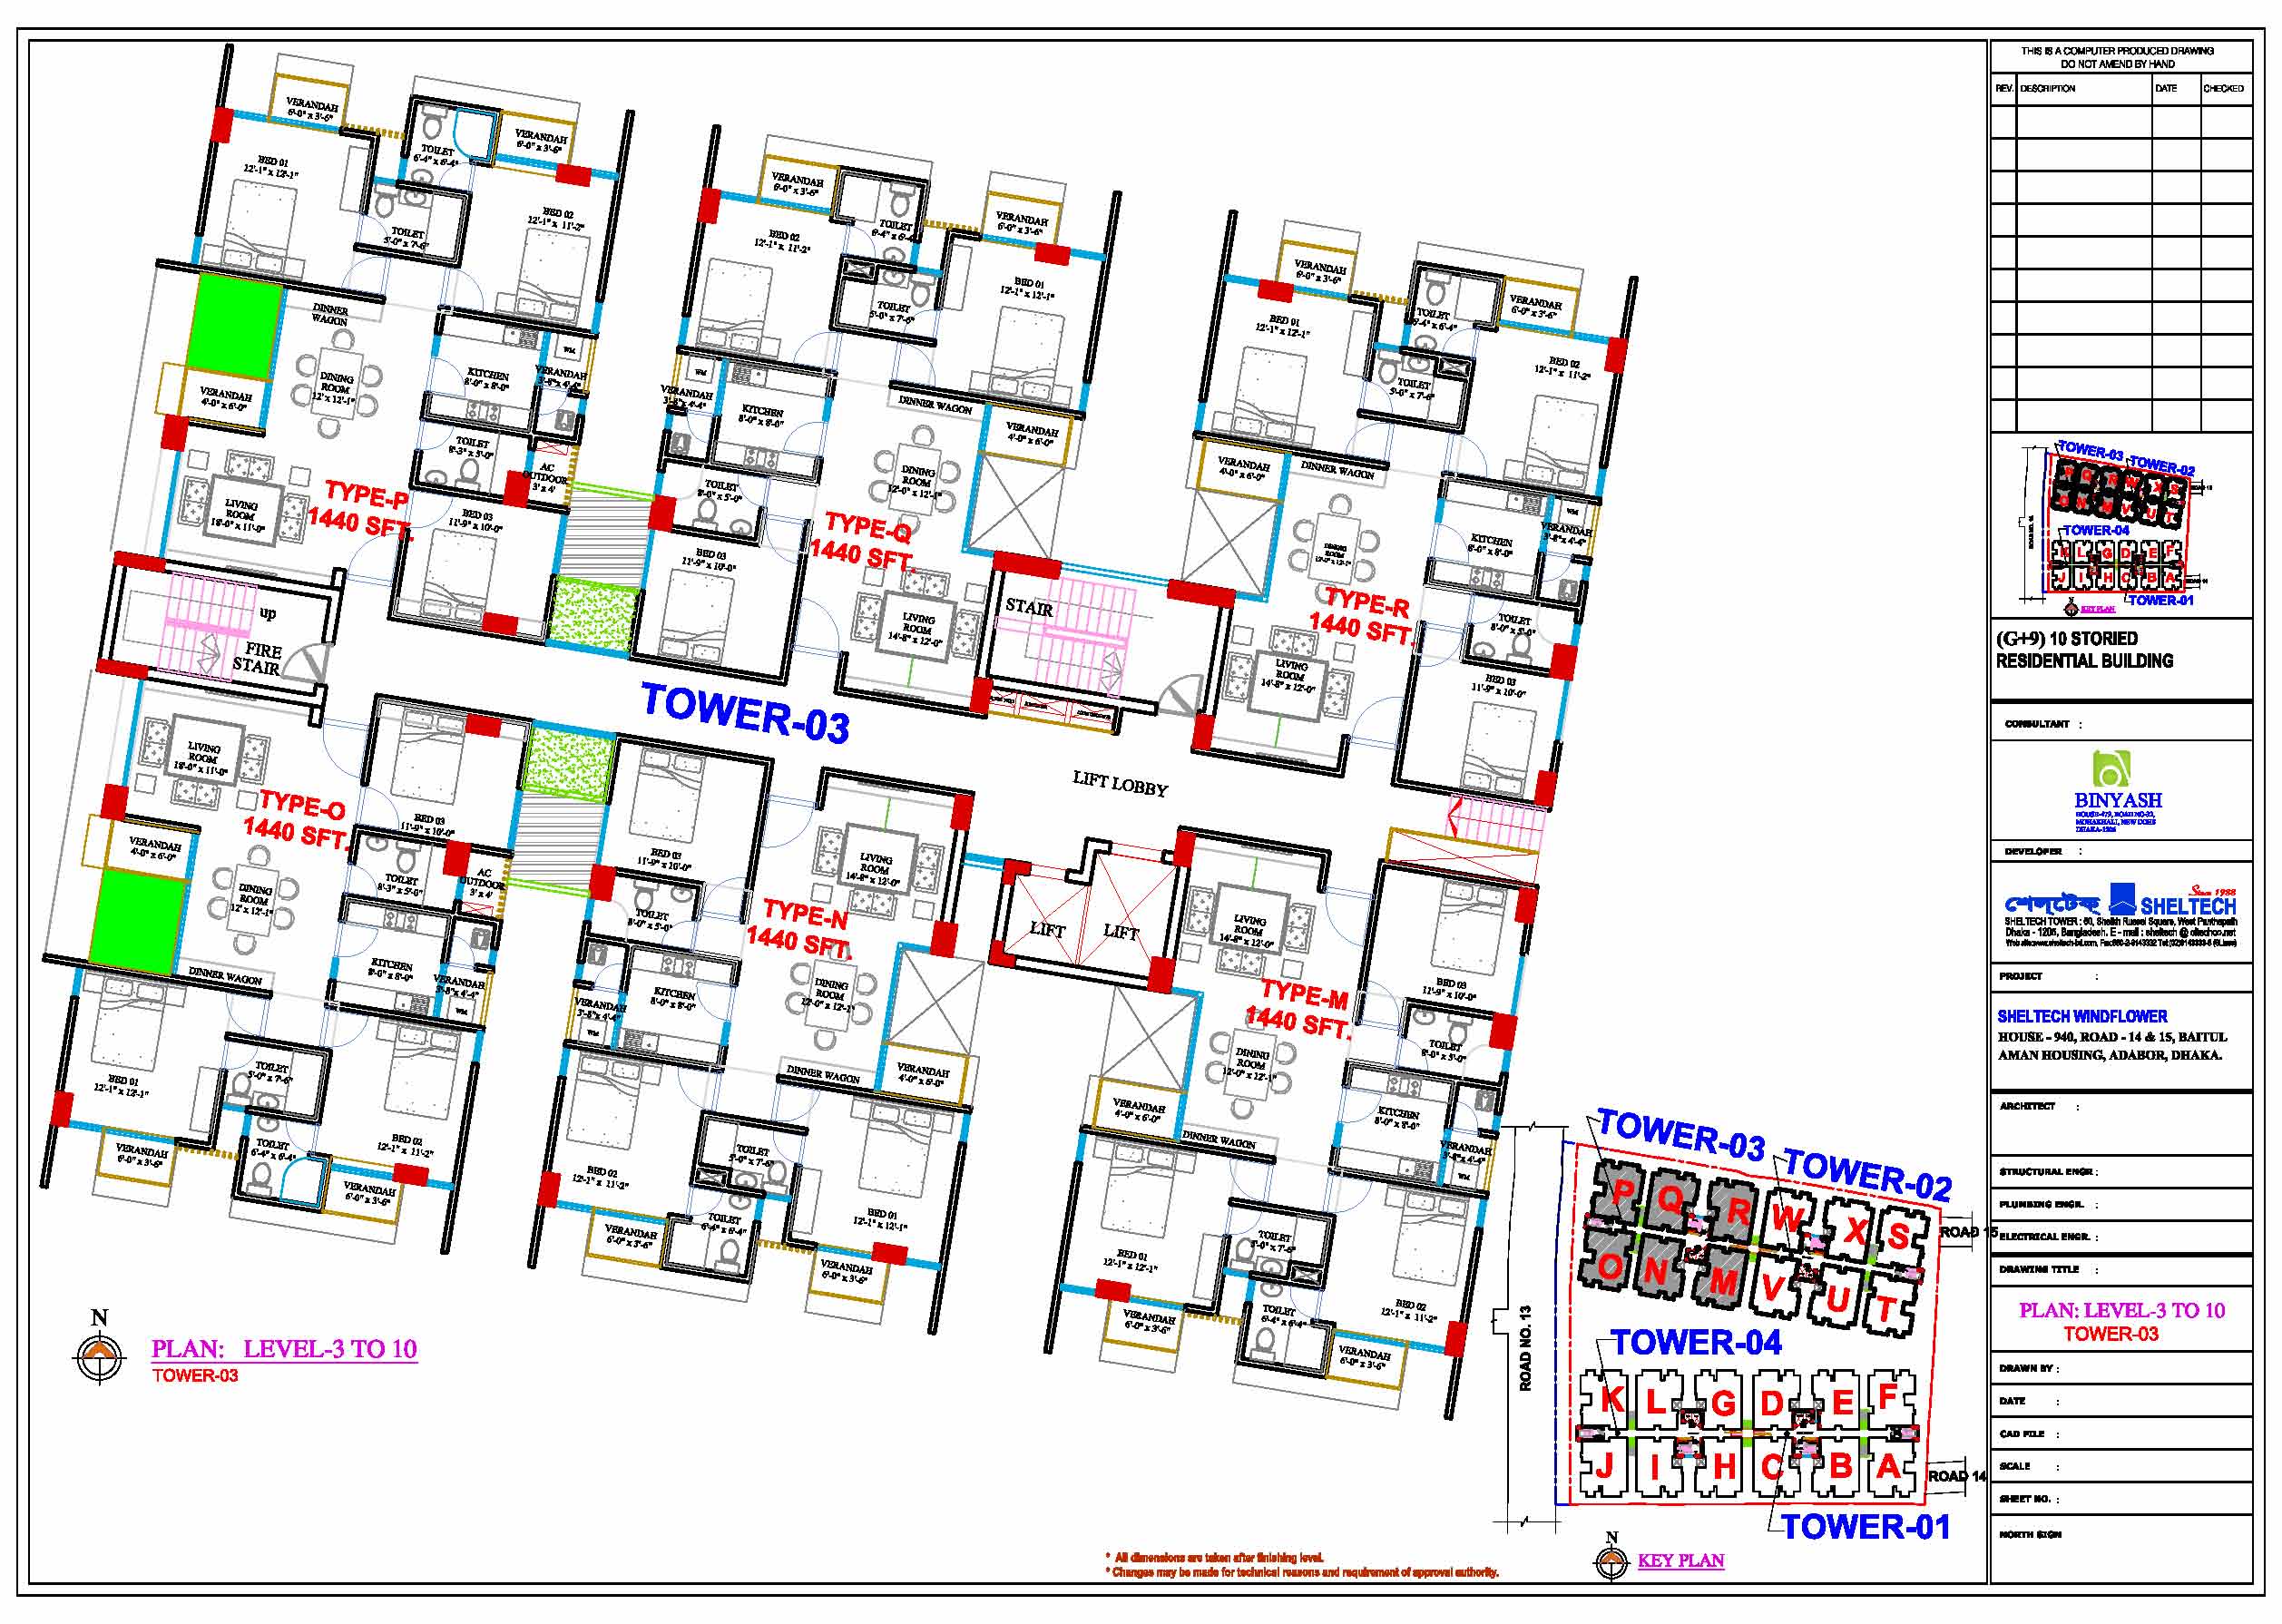 VERANDAH
6'-0" x 3'-6"
BED 01
12'-1" x 12'-1"
TOILET
6'-4" x 6'-4"
VERANDAH
6'-0" x 3'-6"
BED 02
12'-1" x 11'-2"
TOILET
5'-0" x 7'-6"
DINNER
WAGON
DINING
ROOM
12' x 12'-1"
KITCHEN
8'-0" x 8'-0"
WM
VERANDAH
3'-8" x 4'-4"
VERANDAH
4'-0" x 6'-0"
TOILET
8'-3" x 5'-0"
AC
OUTDOOR
3' x 4'
LIVING
ROOM
18'-0" x 11'-0"
TYPE-P
1440 SFT.
BED 03
11'-9" x 10'-0"
up
FIRE
STAIR
VERANDAH
6'-0" x 3'-6"
BED 02
12'-1" x 11'-2"
TOILET
6'-4" x 6'-4"
VERANDAH
6'-0" x 3'-6"
BED 01
12'-1" x 12'-1"
TOILET
5'-0" x 7'-6"
WM
VERANDAH
3'-8" x 4'-4"
KITCHEN
8'-0" x 8'-0"
DINNER WAGON
VERANDAH
4'-0" x 6'-0"
DINING
ROOM
12'-0" x 12'-1"
TOILET
8'-0" x 5'-0"
TYPE-Q
1440 SFT.
BED 03
11'-9" x 10'-0"
LIVING
ROOM
14'-8" x 12'-0"
STAIR
VERANDAH
6'-0" x 3'-6"
BED 01
12'-1" x 12'-1"
TOILET
6'-4" x 6'-4"
VERANDAH
6'-0" x 3'-6"
BED 02
12'-1" x 11'-2"
TOILET
5'-0" x 7'-6"
VERANDAH
4'-0" x 6'-0"
DINNER WAGON
DINING
ROOM
12'-0" x 12'-1"
KITCHEN
8'-0" x 8'-0"
WM
VERANDAH
3'-8" x 4'-4"
TYPE-R
1440 SFT.
TOILET
8'-0" x 5'-0"
LIVING
ROOM
14'-8" x 12'-0"
BED 03
11'-9" x 10'-0"
TOWER-03
LIFT LOBBY
LIFT
LIFT
LIVING
ROOM
18'-0" x 11'-0"
TYPE-O
1440 SFT.
BED 03
11'-9" x 10'-0"
VERANDAH
4'-0" x 6'-0"
TOILET
8'-3" x 5'-0"
AC
OUTDOOR
3' x 4'
DINING
ROOM
12' x 12'-1"
DINNER WAGON
KITCHEN
8'-0" x 8'-0"
VERANDAH
3'-8" x 4'-4"
WM
BED 01
12'-1" x 12'-1"
TOILET
5'-0" x 7'-6"
BED 02
12'-1" x 11'-2"
VERANDAH
6'-0" x 3'-6"
TOILET
6'-4" x 6'-4"
VERANDAH
6'-0" x 3'-6"
BED 03
11'-9" x 10'-0"
LIVING
ROOM
14'-8" x 12'-0"
TOILET
8'-0" x 5'-0"
TYPE-N
1440 SFT.
DINING
ROOM
12'-0" x 12'-1"
KITCHEN
8'-0" x 8'-0"
VERANDAH
3'-8" x 4'-4"
WM
DINNER WAGON
VERANDAH
4'-0" x 6'-0"
BED 02
12'-1" x 11'-2"
TOILET
5'-0" x 7'-6"
BED 01
12'-1" x 12'-1"
VERANDAH
6'-0" x 3'-6"
TOILET
6'-4" x 6'-4"
VERANDAH
6'-0" x 3'-6"
LIVING
ROOM
14'-8" x 12'-0"
BED 03
11'-9" x 10'-0"
TYPE-M
1440 SFT.
TOILET
8'-0" x 5'-0"
DINING
ROOM
12'-0" x 12'-1"
VERANDAH
4'-0" x 6'-0"
KITCHEN
8'-0" x 8'-0"
DINNER WAGON
VERANDAH
3'-8" x 4'-4"
WM
BED 01
12'-1" x 12'-1"
TOILET
5'-0" x 7'-6"
BED 02
12'-1" x 11'-2"
VERANDAH
6'-0" x 3'-6"
TOILET
6'-4" x 6'-4"
VERANDAH
6'-0" x 3'-6"
N
PLAN: LEVEL-3 TO 10
TOWER-03
TOWER-03
TOWER-02
P Q R W X S
O N M V U T
ROAD 15
TOWER-04
K L G D E F
J I H C B A
ROAD 14
ROAD NO. 13
TOWER-01
N
KEY PLAN
* All dimensions are taken after finishing level.
* Changes may be made for technical reasons and requirement of approval authority.
THIS IS A COMPUTER PRODUCED DRAWING
DO NOT AMEND BY HAND
REV. DESCRIPTION DATE CHECKED
TOWER-03
TOWER-02
P Q R W X S
O N M V U T
TOWER-04
K L G D E F
J I H C B A
TOWER-01
KEY PLAN
(G+9) 10 STORIED
RESIDENTIAL BUILDING
CONSULTANT :
BINYASH
DEVELOPER :
শেল্‌টেক্‌ SHELTECH
Since 1988
SHELTECH TOWER : 60, Sheikh Russel Square, West Panthapath
Dhaka - 1205, Bangladesh. E - mail : sheltech @ citechco.net
PROJECT :
SHELTECH WINDFLOWER
HOUSE - 940, ROAD - 14 & 15, BAITUL
AMAN HOUSING, ADABOR, DHAKA.
ARCHITECT :
STRUCTURAL ENGR :
PLUMBING ENGR. :
ELECTRICAL ENGR. :
DRAWING TITLE :
PLAN: LEVEL-3 TO 10
TOWER-03
DRAWN BY :
DATE :
CAD FILE :
SCALE :
SHEET NO. :
NORTH SIGN